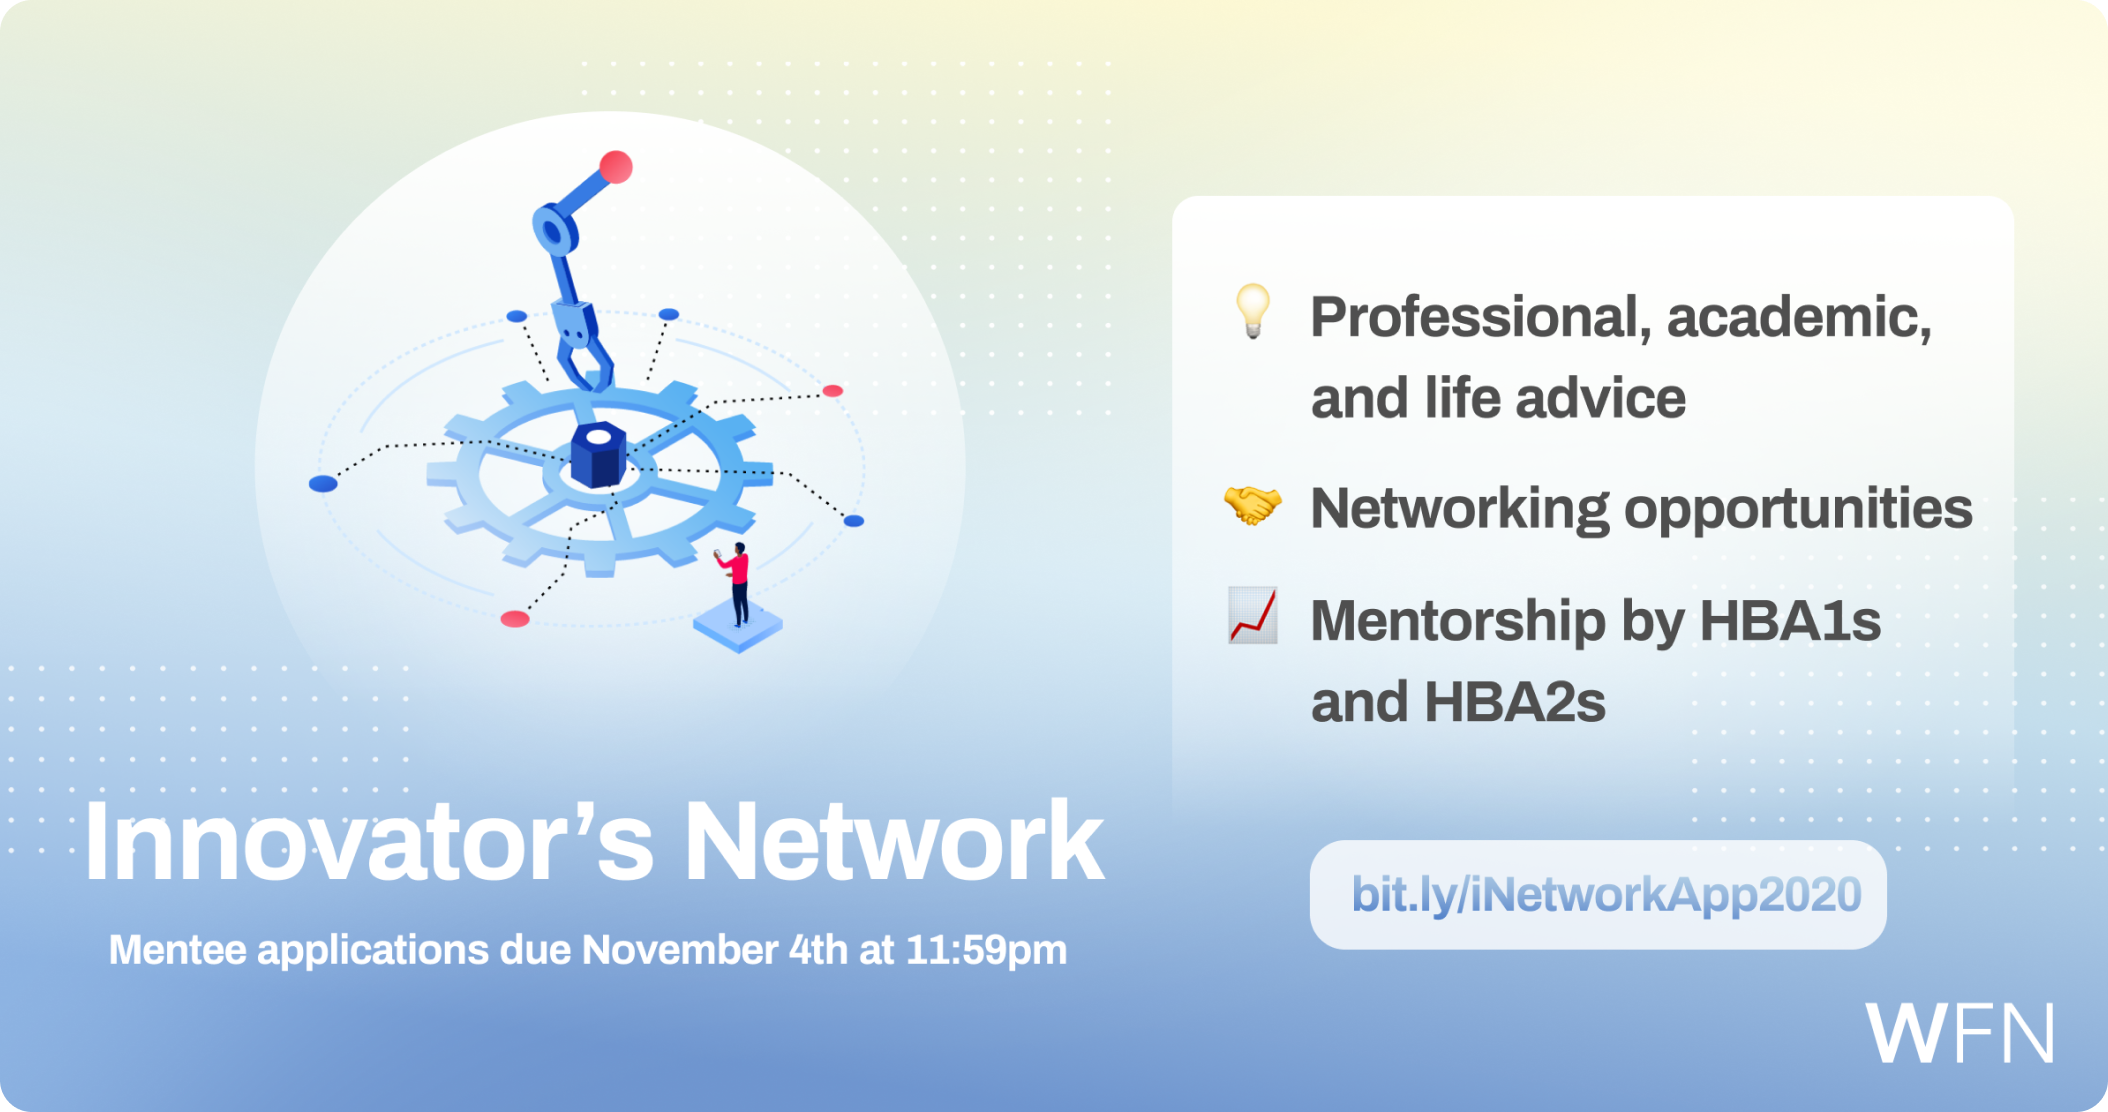 Professional, academic,
and life advice
Networking opportunities
Mentorship by HBA1s
and HBA2s
Innovator’s Network
Mentee applications due November 4th at 11:59pm
bit.ly/iNetworkApp2020
WFN